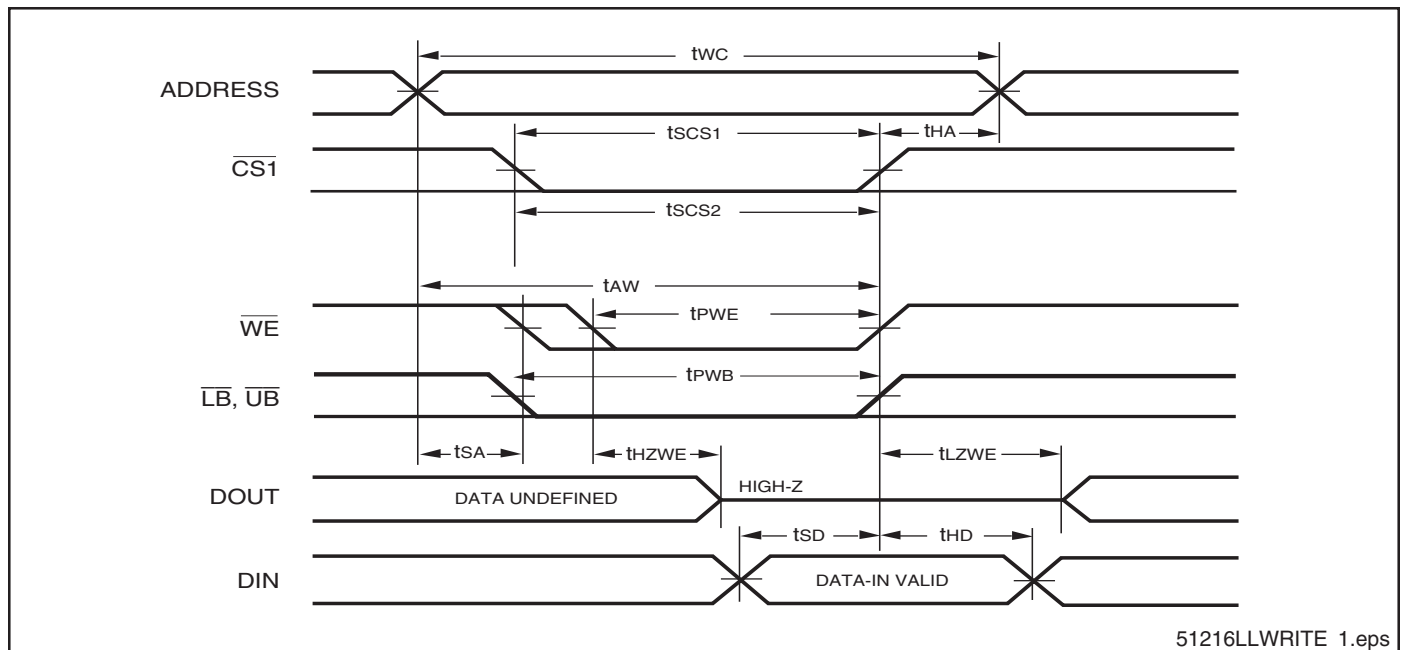 tWC
ADDRESS
tSCS1
tHA
CS1
tSCS2
tAW
WE
tPWE
LB, UB
tPWB
tSA
tHZWE
tLZWE
DOUT
DATA UNDEFINED
HIGH-Z
tSD
tHD
DIN
DATA-IN VALID
51216LLWRITE 1.eps